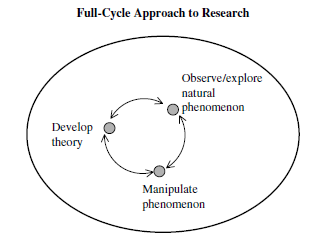 Full-Cycle Approach to Research
Observe/explore
natural
phenomenon
Develop
theory
Manipulate
phenomenon